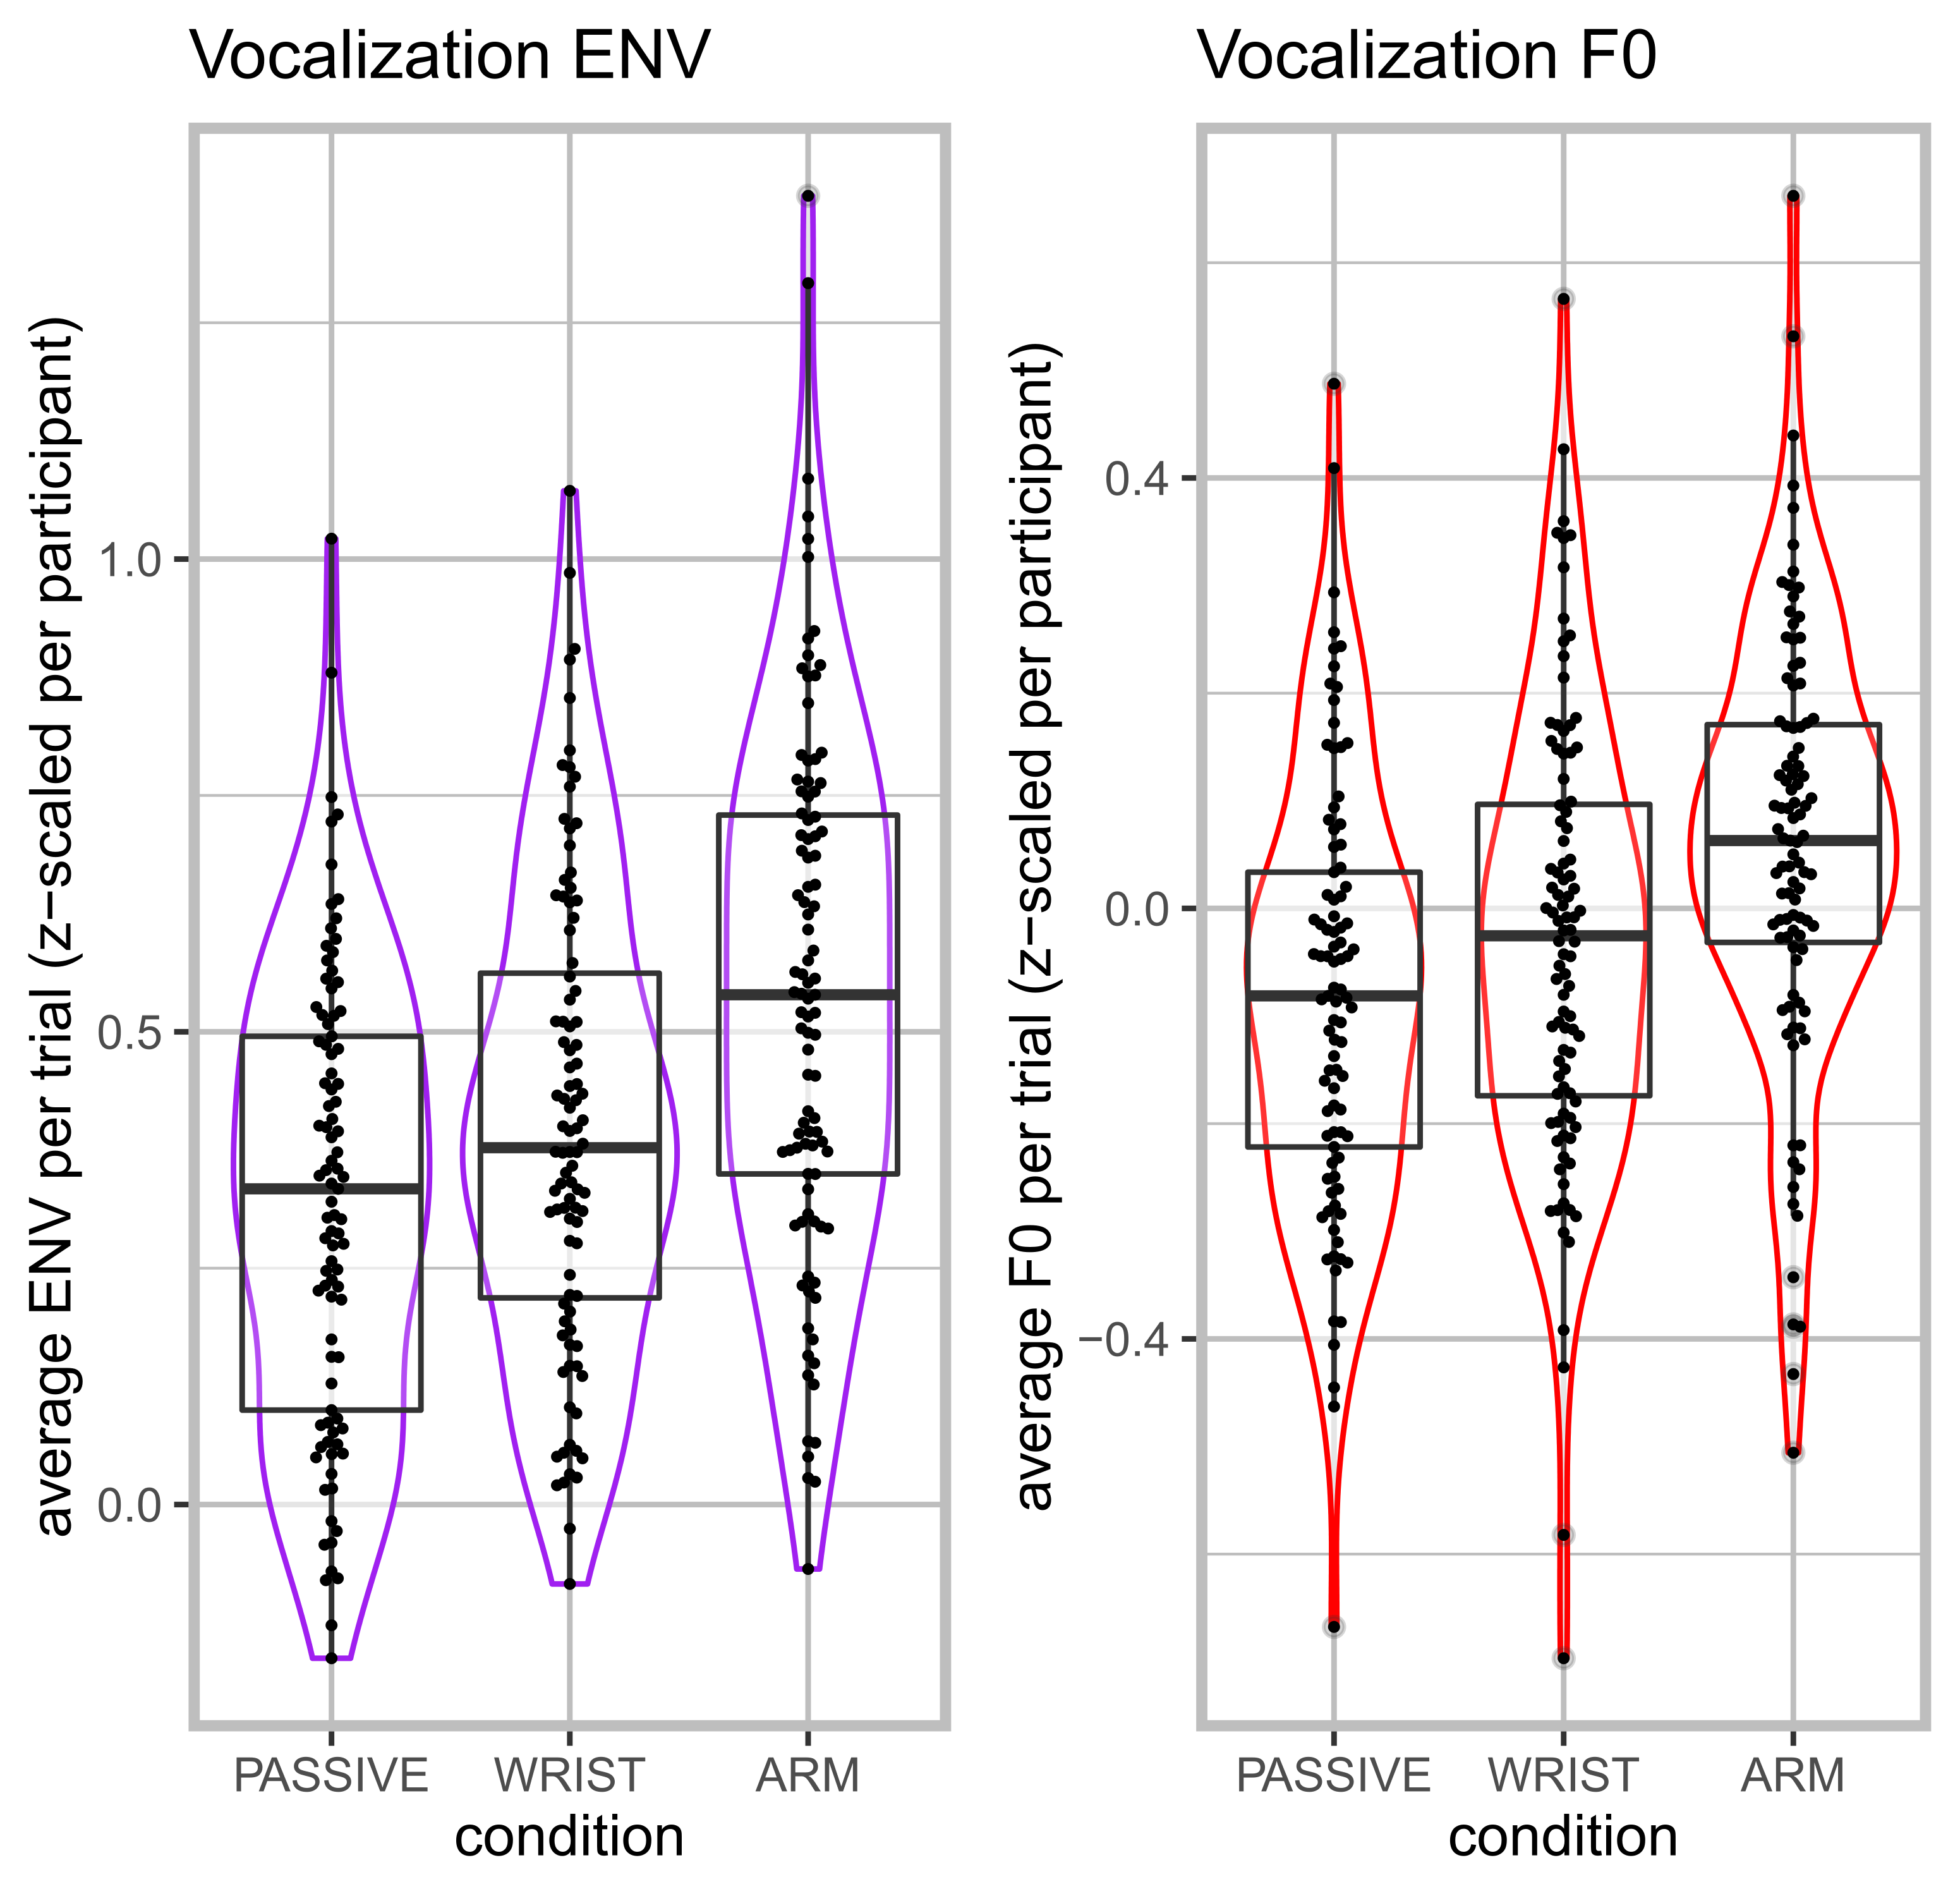 Vocalization ENV
average ENV per trial (z−scaled per participant)
1.0
0.5
0.0
PASSIVE WRIST ARM
condition
Vocalization F0
average F0 per trial (z−scaled per participant)
0.4
0.0
−0.4
PASSIVE WRIST ARM
condition